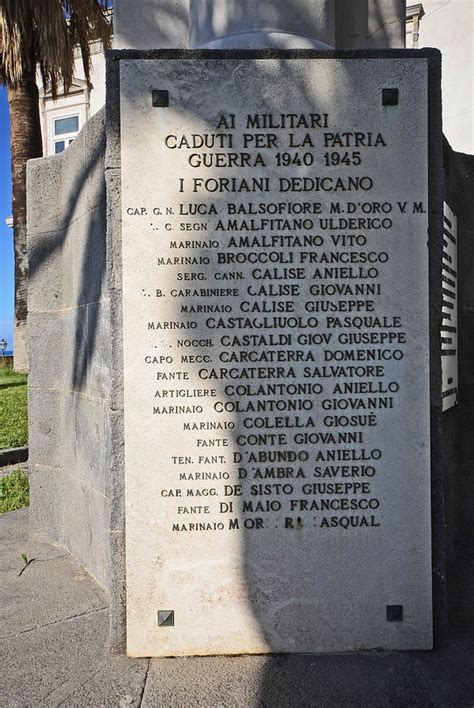 AI MILITARI
CADUTI PER LA PATRIA
GUERRA 1940 1945
I FORIANI DEDICANO
CAP. G. N. LUCA BALSOFIORE M. D'ORO V. M.
C. SEGN AMALFITANO ULDERICO
MARINAIO AMALFITANO VITO
MARINAIO BROCCOLI FRANCESCO
SERG. CANN. CALISE ANIELLO
B. CARABINIERE CALISE GIOVANNI
MARINAIO CALISE GIUSEPPE
MARINAIO CASTAGLIUOLO PASQUALE
NOCCH. CASTALDI GIOV GIUSEPPE
CAPO MECC. CARCATERRA DOMENICO
FANTE CARCATERRA SALVATORE
ARTIGLIERE COLANTONIO ANIELLO
MARINAIO COLANTONIO GIOVANNI
MARINAIO COLELLA GIOSUÈ
FANTE CONTE GIOVANNI
TEN. FANT. D'ABUNDO ANIELLO
MARINAIO D'AMBRA SAVERIO
CAP. MAGG. DE SISTO GIUSEPPE
FANTE DI MAIO FRANCESCO
MARINAIO